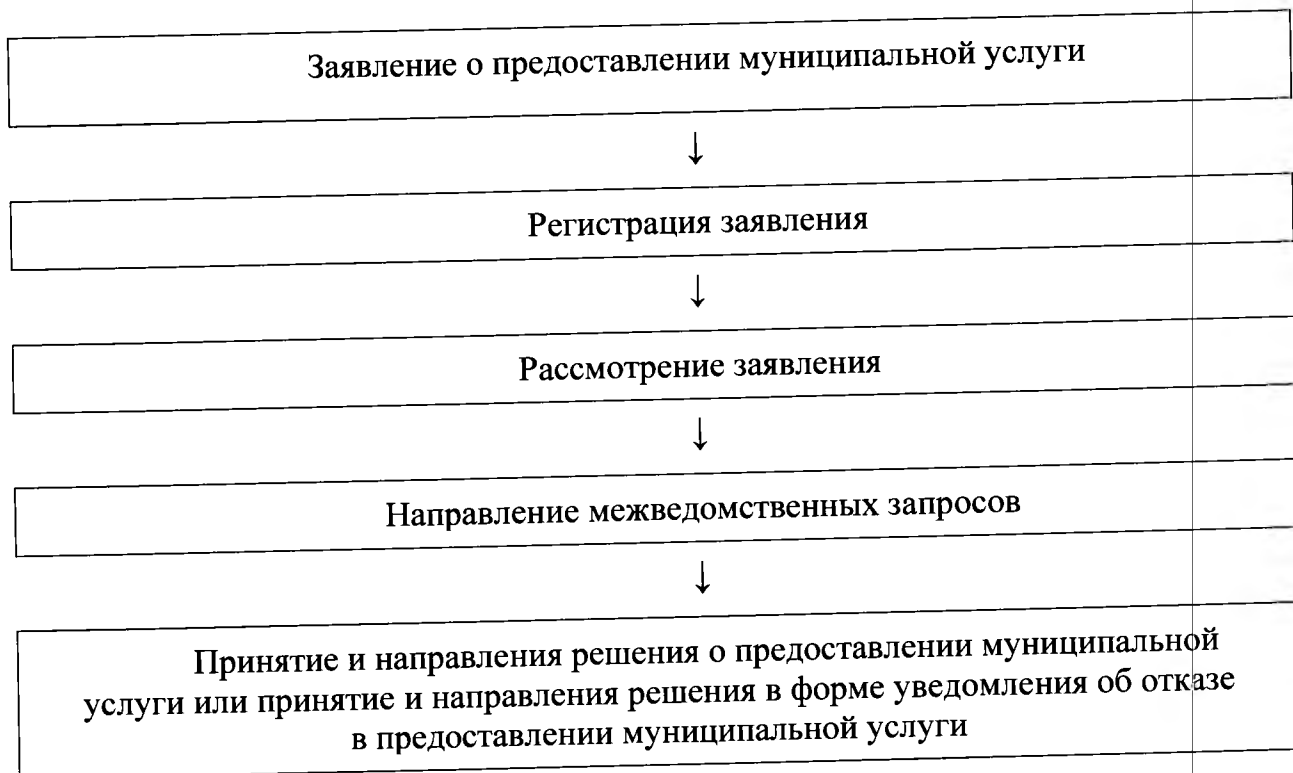 Заявление о предоставлении муниципальной услуги
↓
Регистрация заявления
↓
Рассмотрение заявления
↓
Направление межведомственных запросов
↓
Принятие и направления решения о предоставлении муниципальной
услуги или принятие и направления решения в форме уведомления об отказе
в предоставлении муниципальной услуги